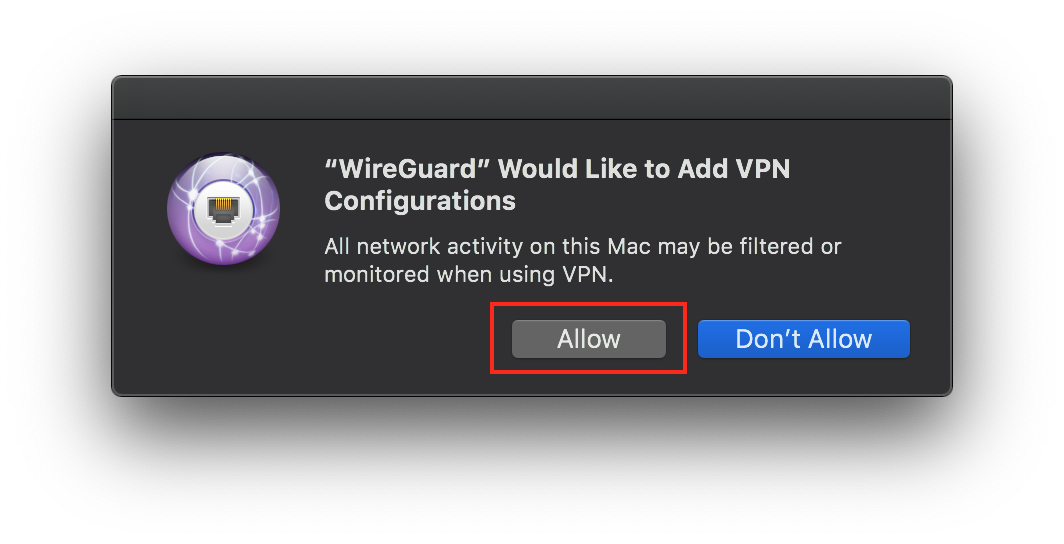 “WireGuard” Would Like to Add VPN
Configurations
All network activity on this Mac may be filtered or
monitored when using VPN.
Allow
Don’t Allow